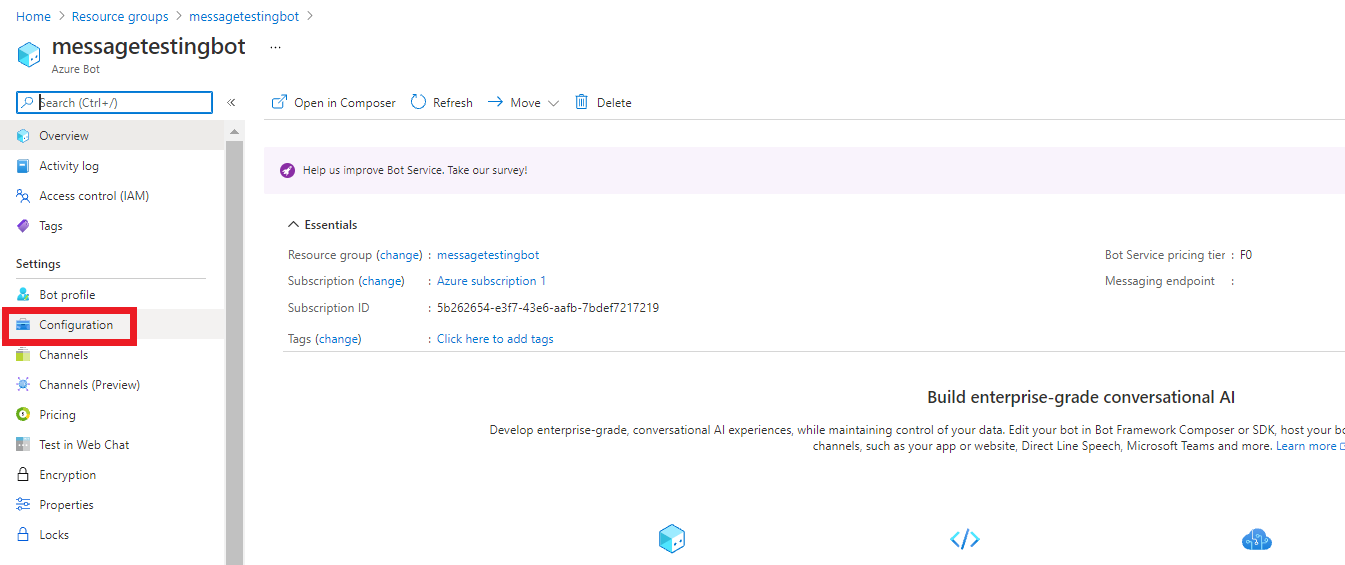 Home > Resource groups > messagetestingbot >
messagetestingbot ...
Azure Bot
Search (Ctrl+/) «
Open in Composer Refresh Move Delete
Overview
Activity log
Access control (IAM)
Tags
Settings
Bot profile
Configuration
Channels
Channels (Preview)
Pricing
Test in Web Chat
Encryption
Properties
Locks
Help us improve Bot Service. Take our survey!
Essentials
Resource group (change) : messagetestingbot
Subscription (change) : Azure subscription 1
Subscription ID : 5b262654-e3f7-43e6-aafb-7bdef7217219
Tags (change) : Click here to add tags
Bot Service pricing tier : F0
Messaging endpoint :
Build enterprise-grade conversational AI
Develop enterprise-grade, conversational AI experiences, while maintaining control of your data. Edit your bot in Bot Framework Composer or SDK, host your bo
channels, such as your app or website, Direct Line Speech, Microsoft Teams and more. Learn more